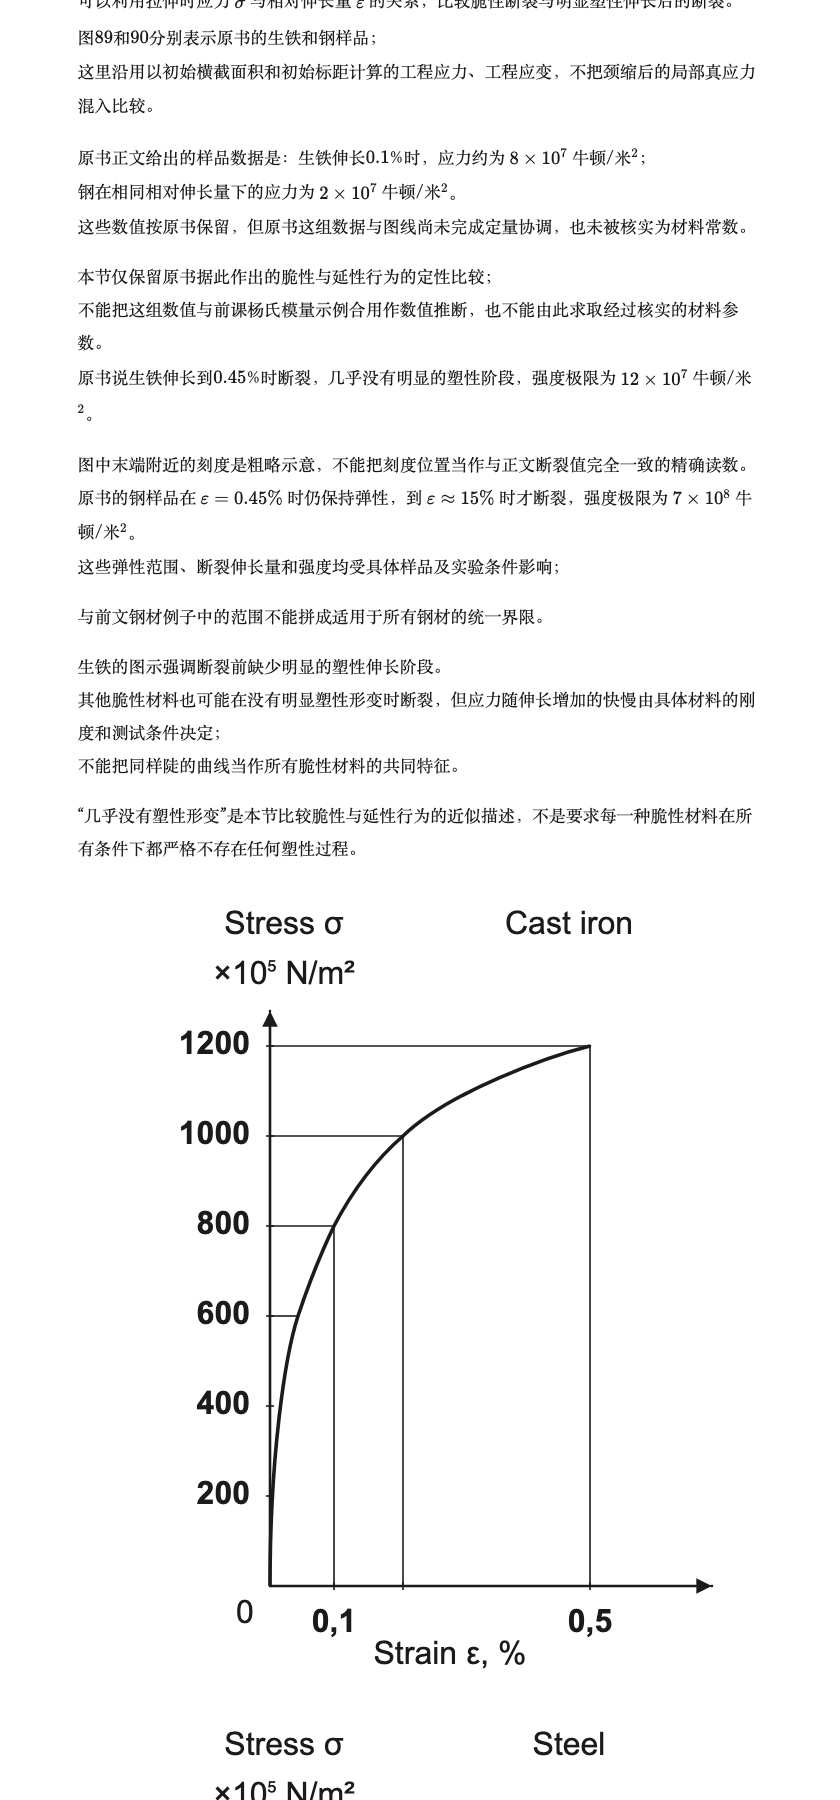 可以利用拉伸时应力 σ 与相对伸长量 ε 的关系，比较脆性断裂与明显塑性伸长后的断裂。
图89和90分别表示原书的生铁和钢样品；
这里沿用以初始横截面积和初始标距计算的工程应力、工程应变，不把颈缩后的局部真应力
混入比较。
原书正文给出的样品数据是：生铁伸长0.1%时，应力约为 8 × 10⁷ 牛顿/米²；
钢在相同相对伸长量下的应力为 2 × 10⁷ 牛顿/米²。
这些数值按原书保留，但原书这组数据与图线尚未完成定量协调，也未被核实为材料常数。
本节仅保留原书据此作出的脆性与延性行为的定性比较；
不能把这组数值与前课杨氏模量示例合用作数值推断，也不能由此求取经过核实的材料参
数。
原书说生铁伸长到0.45%时断裂，几乎没有明显的塑性阶段，强度极限为 12 × 10⁷ 牛顿/米
²。
图中末端附近的刻度是粗略示意，不能把刻度位置当作与正文断裂值完全一致的精确读数。
原书的钢样品在 ε = 0.45% 时仍保持弹性，到 ε ≈ 15% 时才断裂，强度极限为 7 × 10⁸ 牛
顿/米²。
这些弹性范围、断裂伸长量和强度均受具体样品及实验条件影响；
与前文钢材例子中的范围不能拼成适用于所有钢材的统一界限。
生铁的图示强调断裂前缺少明显的塑性伸长阶段。
其他脆性材料也可能在没有明显塑性形变时断裂，但应力随伸长增加的快慢由具体材料的刚
度和测试条件决定；
不能把同样陡的曲线当作所有脆性材料的共同特征。
“几乎没有塑性形变”是本节比较脆性与延性行为的近似描述，不是要求每一种脆性材料在所
有条件下都严格不存在任何塑性过程。
Stress σ Cast iron
×10⁵ N/m²
1200
1000
800
600
400
200
0
0,1 0,5
Strain ε, %
Stress σ Steel
×10⁵ N/m²